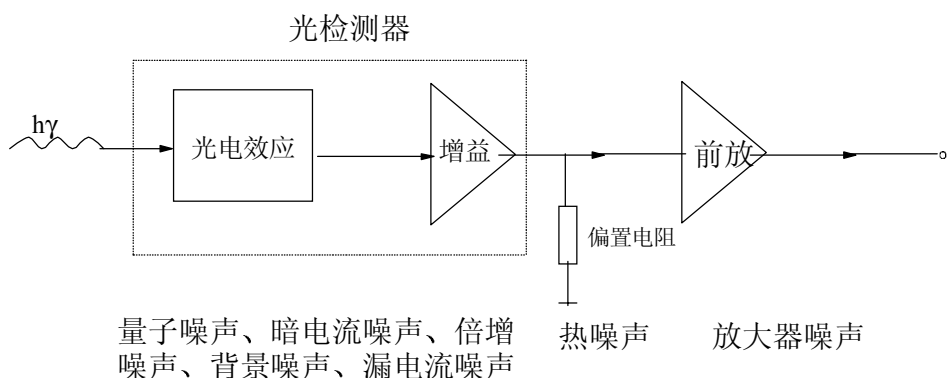 光检测器
hγ
光电效应
增益
前放
偏置电阻
量子噪声、暗电流噪声、倍增
噪声、背景噪声、漏电流噪声
热噪声
放大器噪声